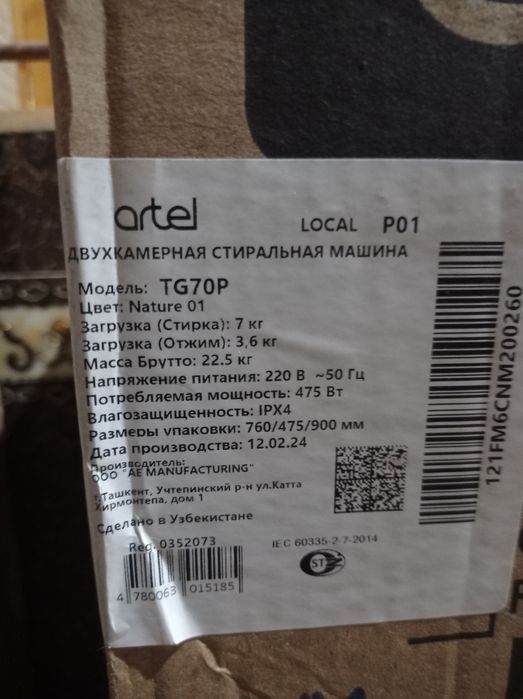 artel
LOCAL P01
ДВУХКАМЕРНАЯ СТИРАЛЬНАЯ МАШИНА
Модель: TG70P
Цвет: Nature 01
Загрузка (Стирка): 7 кг
Загрузка (Отжим): 3,6 кг
Масса Брутто: 22.5 кг
Напряжение питания: 220 В ~50 Гц
Потребляемая мощность: 475 Вт
Влагозащищенность: IPX4
Размеры упаковки: 760/475/900 мм
Дата производства: 12.02.24
Производитель:
ООО "AE MANUFACTURING"
г.Ташкент, Учтепинский р-н ул.Катта
Хирмонтепа, дом 1
Сделано в Узбекистане
Reg. 0352073
IEC 60335-2-7-2014
4 780063 015185
121FM6CNM200260